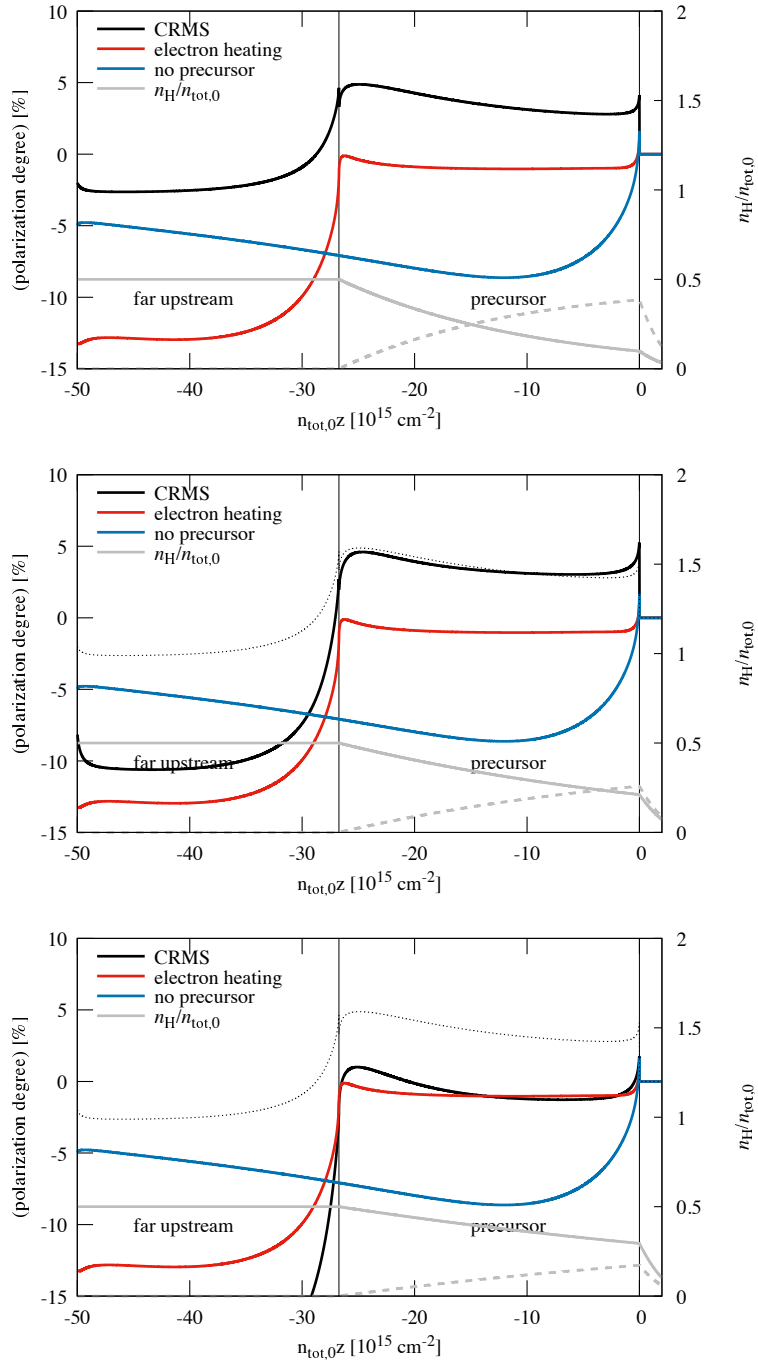 10
5
0
-5
-10
-15
2
1.5
1
0.5
0
CRMS
electron heating
no precursor
nH/ntot,0
far upstream
precursor
(polarization degree) [%]
nH/ntot,0
-50
-40
-30
-20
-10
0
ntot,0z [10^15 cm^-2]
10
5
0
-5
-10
-15
2
1.5
1
0.5
0
CRMS
electron heating
no precursor
nH/ntot,0
far upstream
precursor
(polarization degree) [%]
nH/ntot,0
-50
-40
-30
-20
-10
0
ntot,0z [10^15 cm^-2]
10
5
0
-5
-10
-15
2
1.5
1
0.5
0
CRMS
electron heating
no precursor
nH/ntot,0
far upstream
precursor
(polarization degree) [%]
nH/ntot,0
-50
-40
-30
-20
-10
0
ntot,0z [10^15 cm^-2]